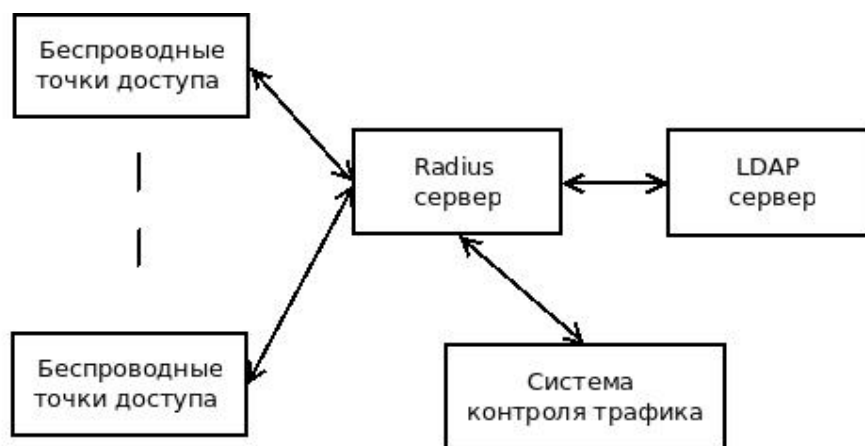 Беспроводные
точки доступа
Radius
сервер
LDAP
сервер
Беспроводные
точки доступа
Система
контроля трафика